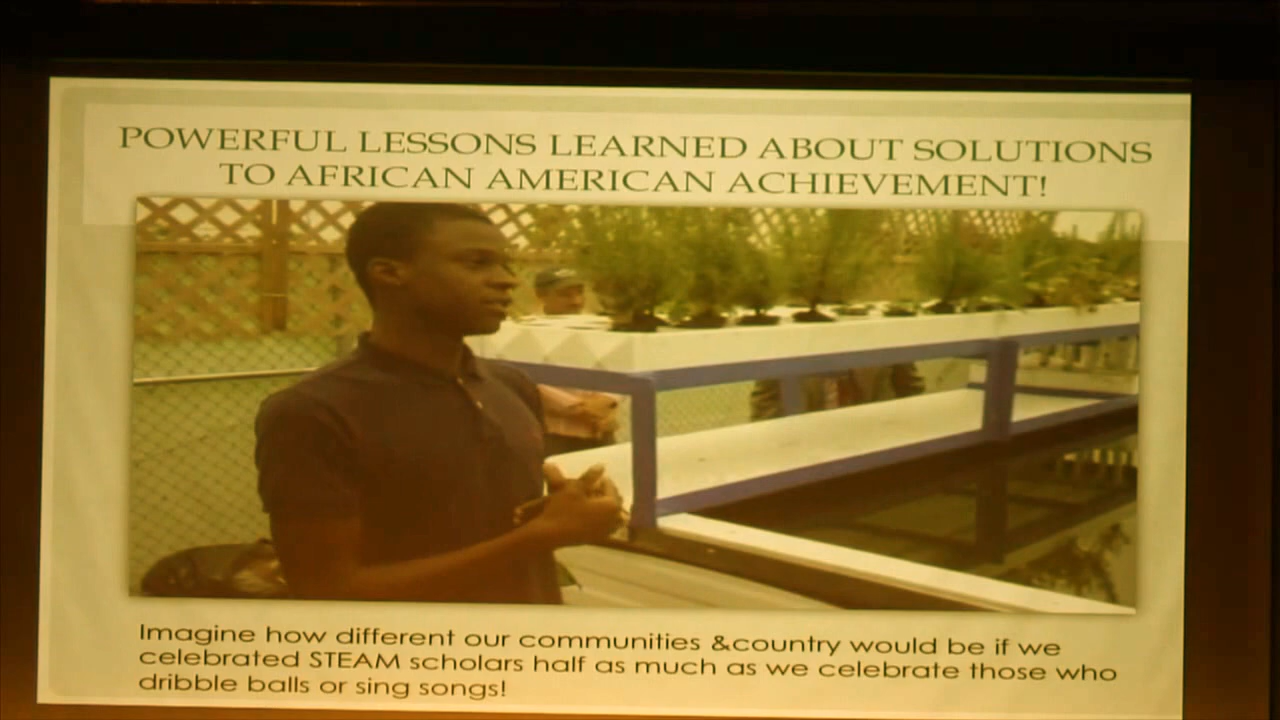 POWERFUL LESSONS LEARNED ABOUT SOLUTIONS
TO AFRICAN AMERICAN ACHIEVEMENT!
Imagine how different our communities &country would be if we
celebrated STEAM scholars half as much as we celebrate those who
dribble balls or sing songs!